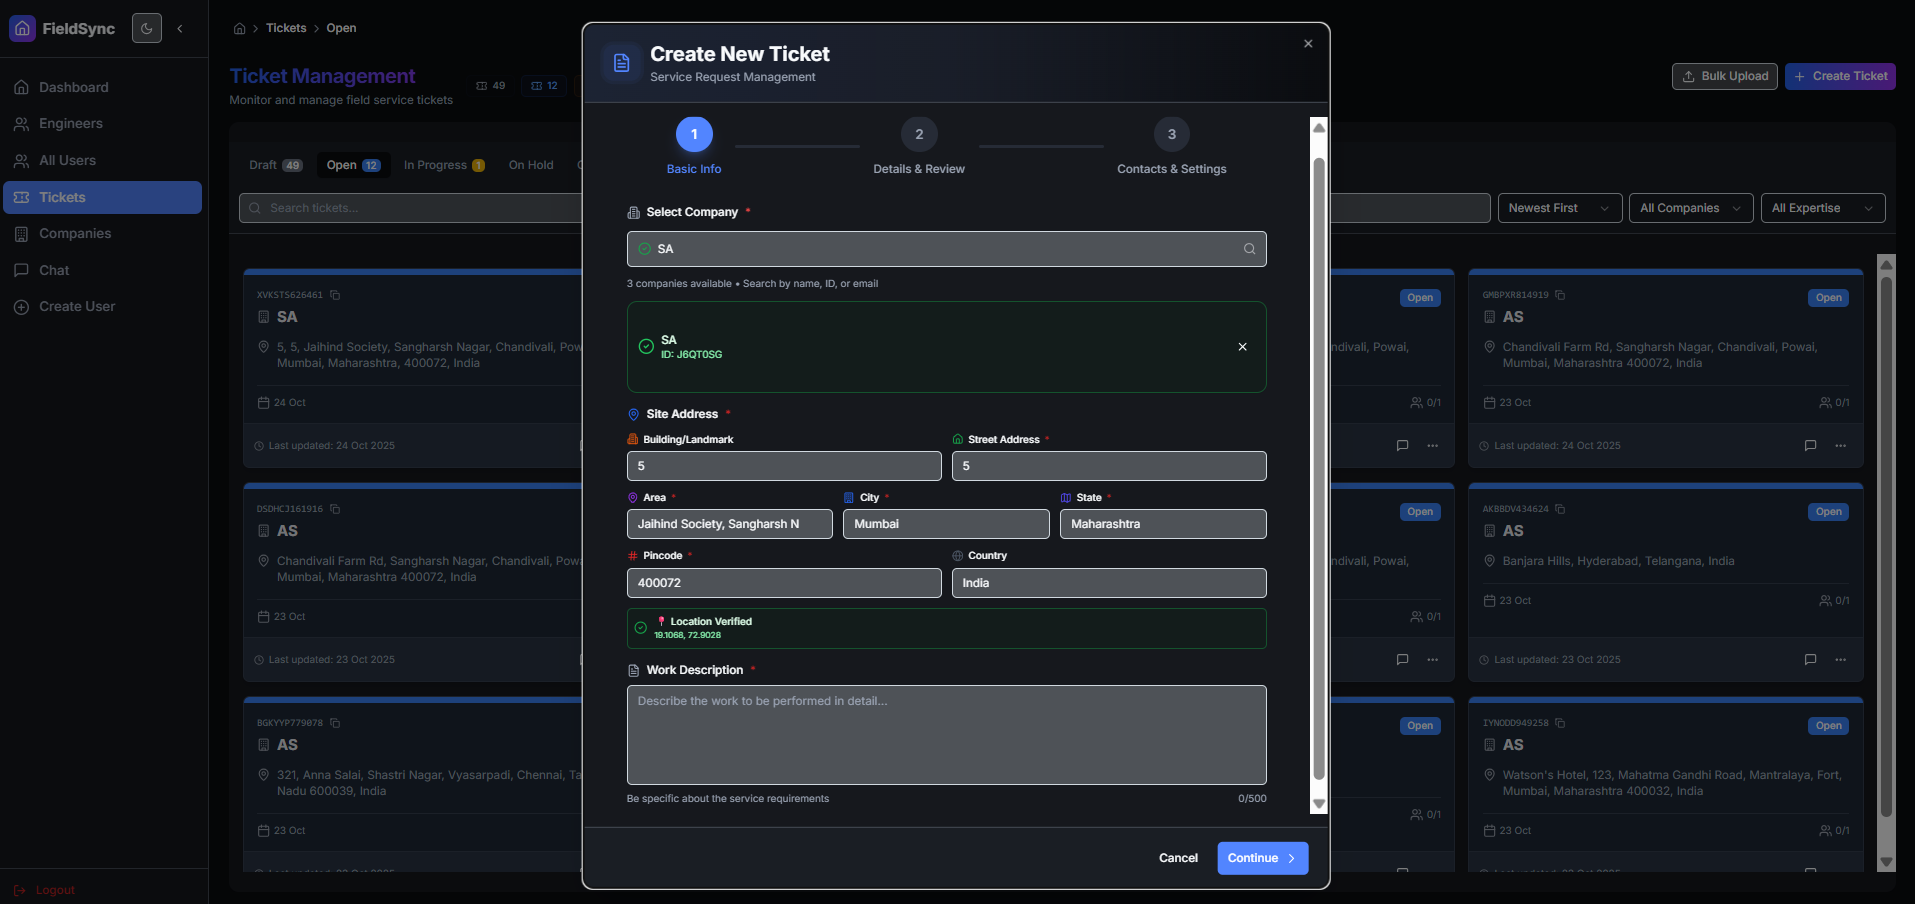 FieldSync
Dashboard
Engineers
All Users
Tickets
Companies
Chat
Create User
Logout
Tickets
Open
Ticket Management
49
12
Monitor and manage field service tickets
Bulk Upload
Create Ticket
Draft 49
Open 12
In Progress 1
On Hold
Search tickets...
Newest First
All Companies
All Expertise
XVKSTS626461
SA
5, 5, Jaihind Society, Sangharsh Nagar, Chandivali, Pow
Mumbai, Maharashtra, 400072, India
24 Oct
Last updated: 24 Oct 2025
DSDHCJ161916
AS
Chandivali Farm Rd, Sangharsh Nagar, Chandivali, Powa
Mumbai, Maharashtra 400072, India
23 Oct
Last updated: 23 Oct 2025
BGKYYP779078
AS
321, Anna Salai, Shastri Nagar, Vyasarpadi, Chennai, Ta
Nadu 600039, India
23 Oct
Create New Ticket
Service Request Management
1
2
3
Basic Info
Details & Review
Contacts & Settings
Select Company *
SA
3 companies available • Search by name, ID, or email
SA
ID: J6QT0SG
Site Address *
Building/Landmark
Street Address *
5
5
Area *
City *
State *
Jaihind Society, Sangharsh N
Mumbai
Maharashtra
Pincode *
Country
400072
India
Location Verified
19.1068, 72.9028
Work Description *
Describe the work to be performed in detail...
Be specific about the service requirements
0/500
Cancel
Continue
Open
ndivali, Powai,
0/1
Open
ndivali, Powai,
0/1
Open
0/1
GMBPXR814919
Open
AS
Chandivali Farm Rd, Sangharsh Nagar, Chandivali, Powai,
Mumbai, Maharashtra 400072, India
23 Oct
0/1
Last updated: 24 Oct 2025
AKBBDV434624
Open
AS
Banjara Hills, Hyderabad, Telangana, India
23 Oct
0/1
Last updated: 23 Oct 2025
IYNODD949258
Open
AS
Watson's Hotel, 123, Mahatma Gandhi Road, Mantralaya, Fort,
Mumbai, Maharashtra 400032, India
23 Oct
0/1